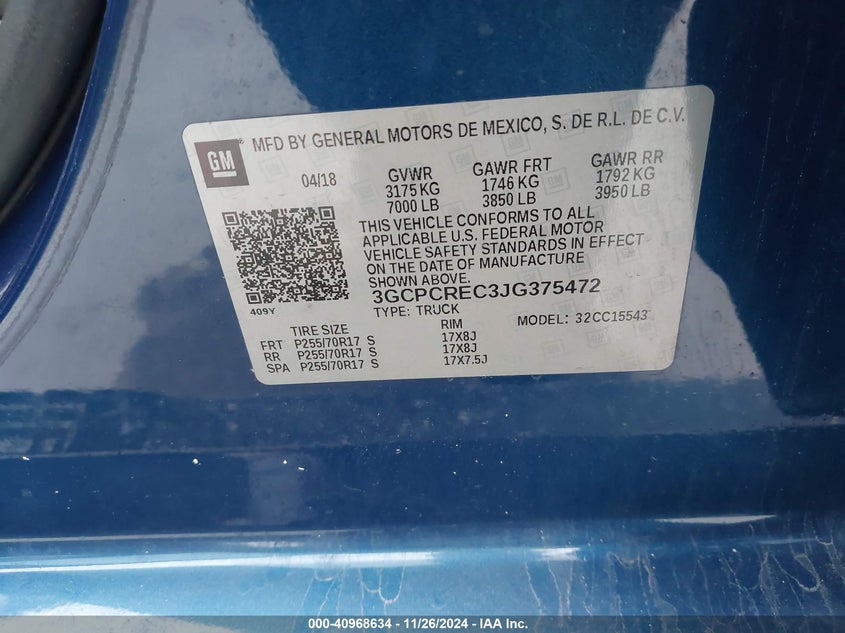 GM
MFD BY GENERAL MOTORS DE MEXICO, S. DE R.L. DE C.V.
04/18 GVWR GAWR FRT GAWR RR
3175 KG 1746 KG 1792 KG
7000 LB 3850 LB 3950 LB
THIS VEHICLE CONFORMS TO ALL
APPLICABLE U.S. FEDERAL MOTOR
VEHICLE SAFETY STANDARDS IN EFFECT
ON THE DATE OF MANUFACTURE
SHOWN ABOVE.
3GCPCREC3JG375472
409Y
TYPE: TRUCK MODEL: 32CC15543
TIRE SIZE RIM
FRT P255/70R17 S 17X8J
RR P255/70R17 S 17X8J
SPA P255/70R17 S 17X7.5J
000-40968634 - 11/26/2024 - IAA Inc.